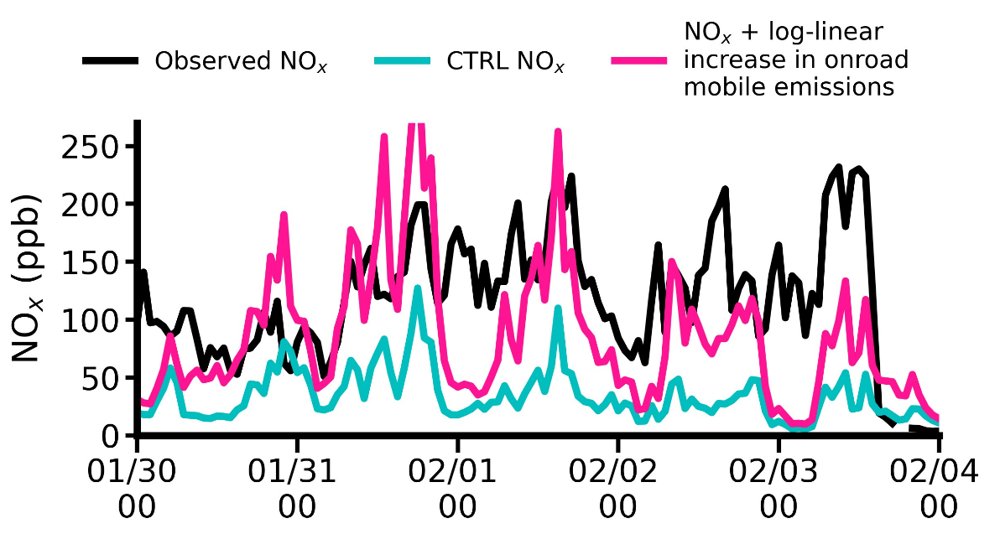 Observed NOx
CTRL NOx
NOx + log-linear
increase in onroad
mobile emissions
NOx (ppb)
250
200
150
100
50
0
01/30 01/31 02/01 02/02 02/03 02/04
00 00 00 00 00 00